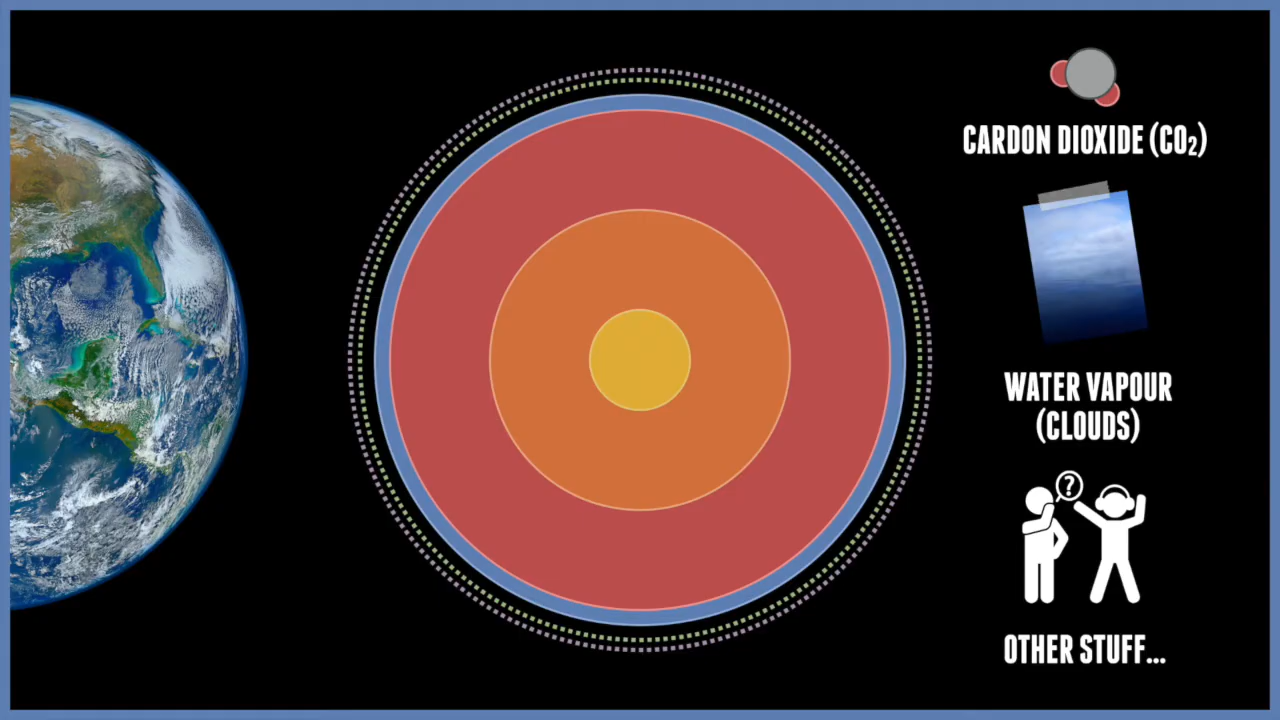 CARDON DIOXIDE (CO₂)
WATER VAPOUR
(CLOUDS)
?
OTHER STUFF...